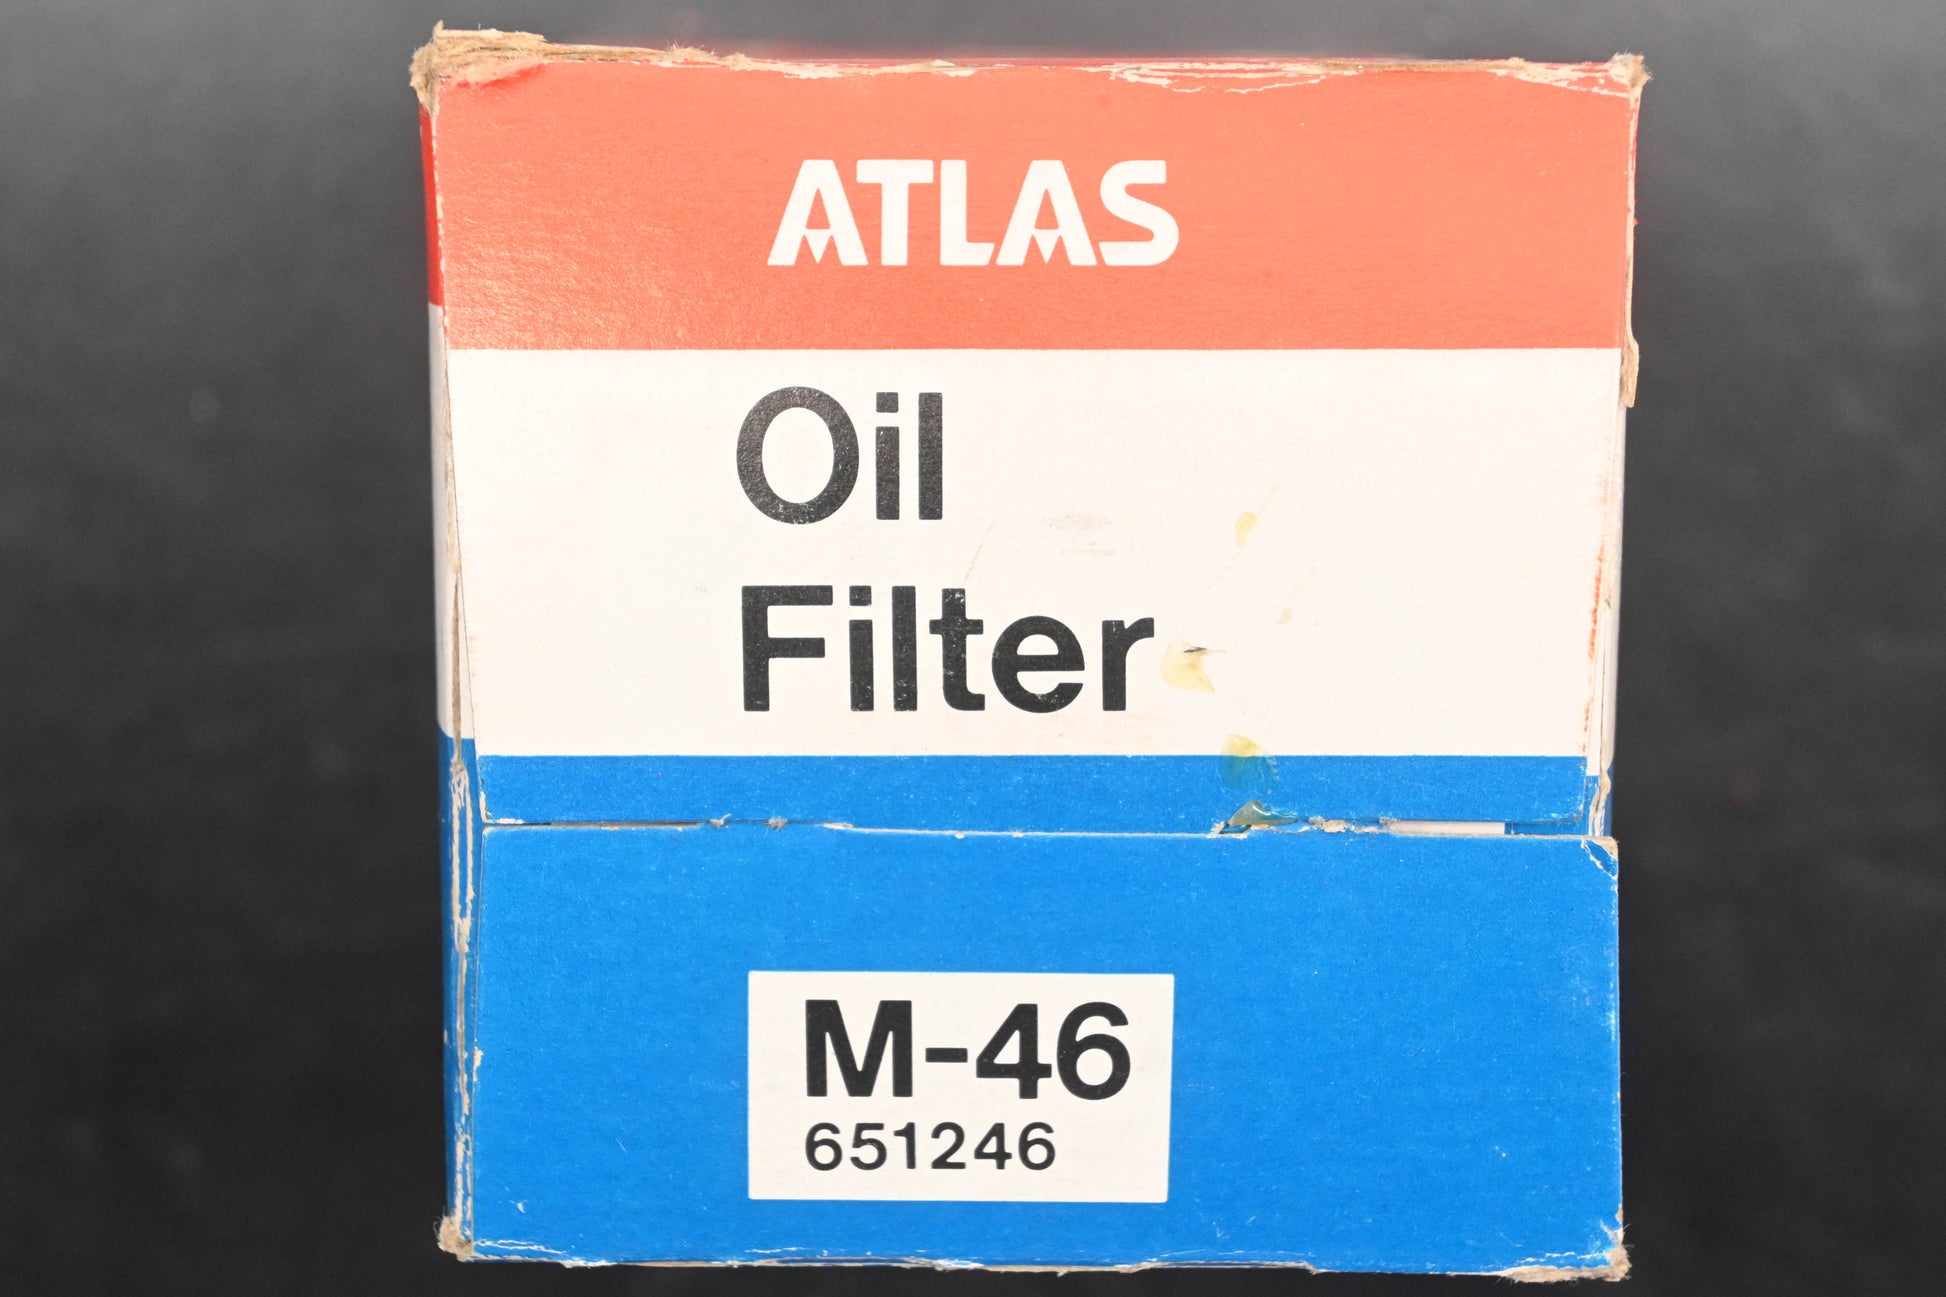 ATLAS
Oil
Filter
M-46
651246